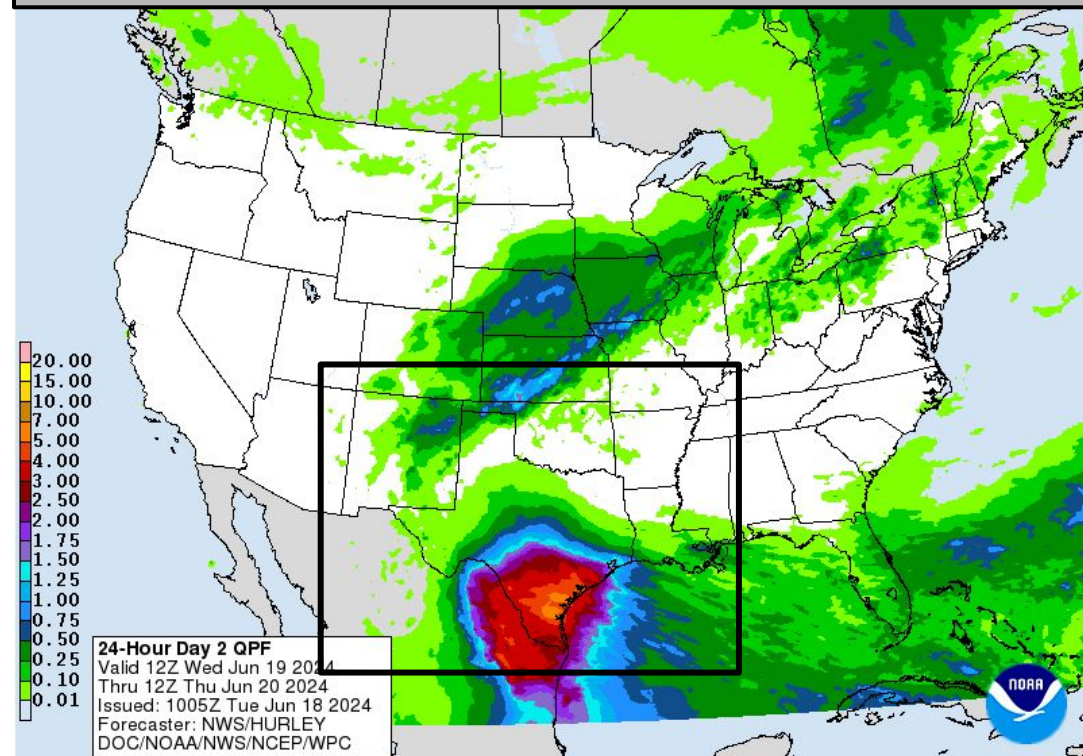 20.00
15.00
10.00
7.00
5.00
4.00
3.00
2.50
2.00
1.75
1.50
1.25
1.00
0.75
0.50
0.25
0.10
0.01
24-Hour Day 2 QPF
Valid 12Z Wed Jun 19 2024
Thru 12Z Thu Jun 20 2024
Issued: 1005Z Tue Jun 18 2024
Forecaster: NWS/HURLEY
DOC/NOAA/NWS/NCEP/WPC
NOAA